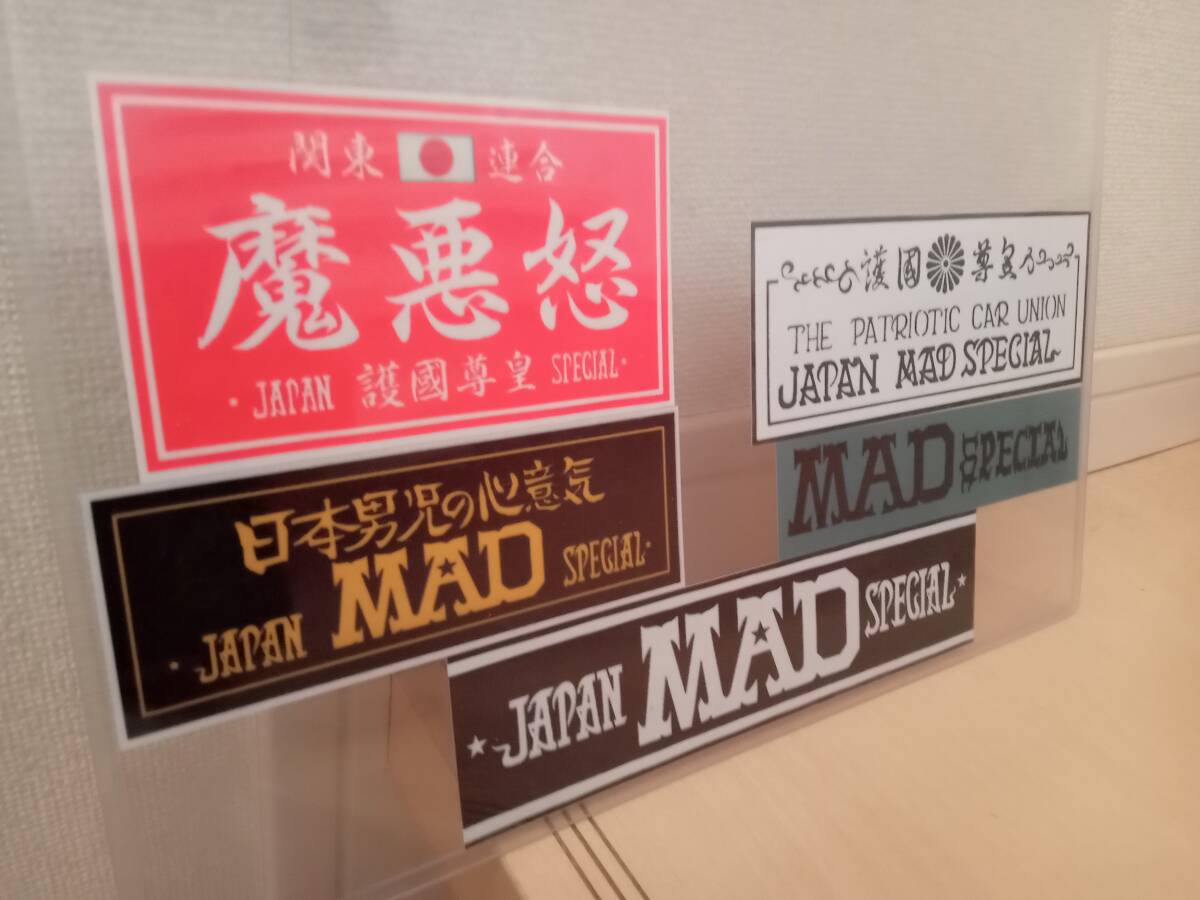 関東 連合
魔悪怒
・JAPAN 護國尊皇 SPECIAL・
日本男児の心意気
・JAPAN MAD SPECIAL・
護國 尊皇
THE PATRIOTIC CAR UNION
JAPAN MAD SPECIAL
MAD SPECIAL
★JAPAN MAD SPECIAL★